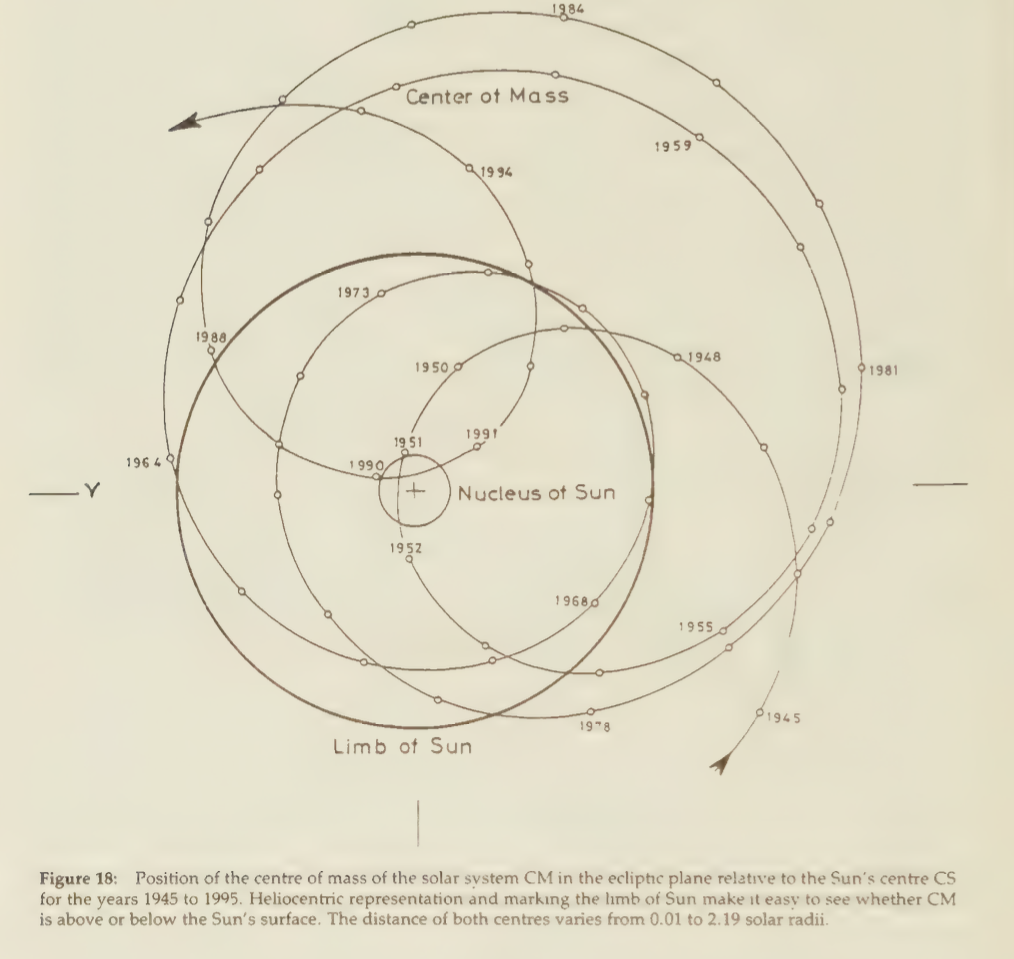 1984
Center of Mass
1959
1994
1973
1988
1950
1948
1981
1951
1991
1964
1990
Nucleus of Sun
1952
1968
1955
1978
1945
Limb of Sun
Figure 18: Position of the centre of mass of the solar system CM in the ecliptic plane relative to the Sun's centre CS
for the years 1945 to 1995. Heliocentric representation and marking the limb of Sun make it easy to see whether CM
is above or below the Sun's surface. The distance of both centres varies from 0.01 to 2.19 solar radii.